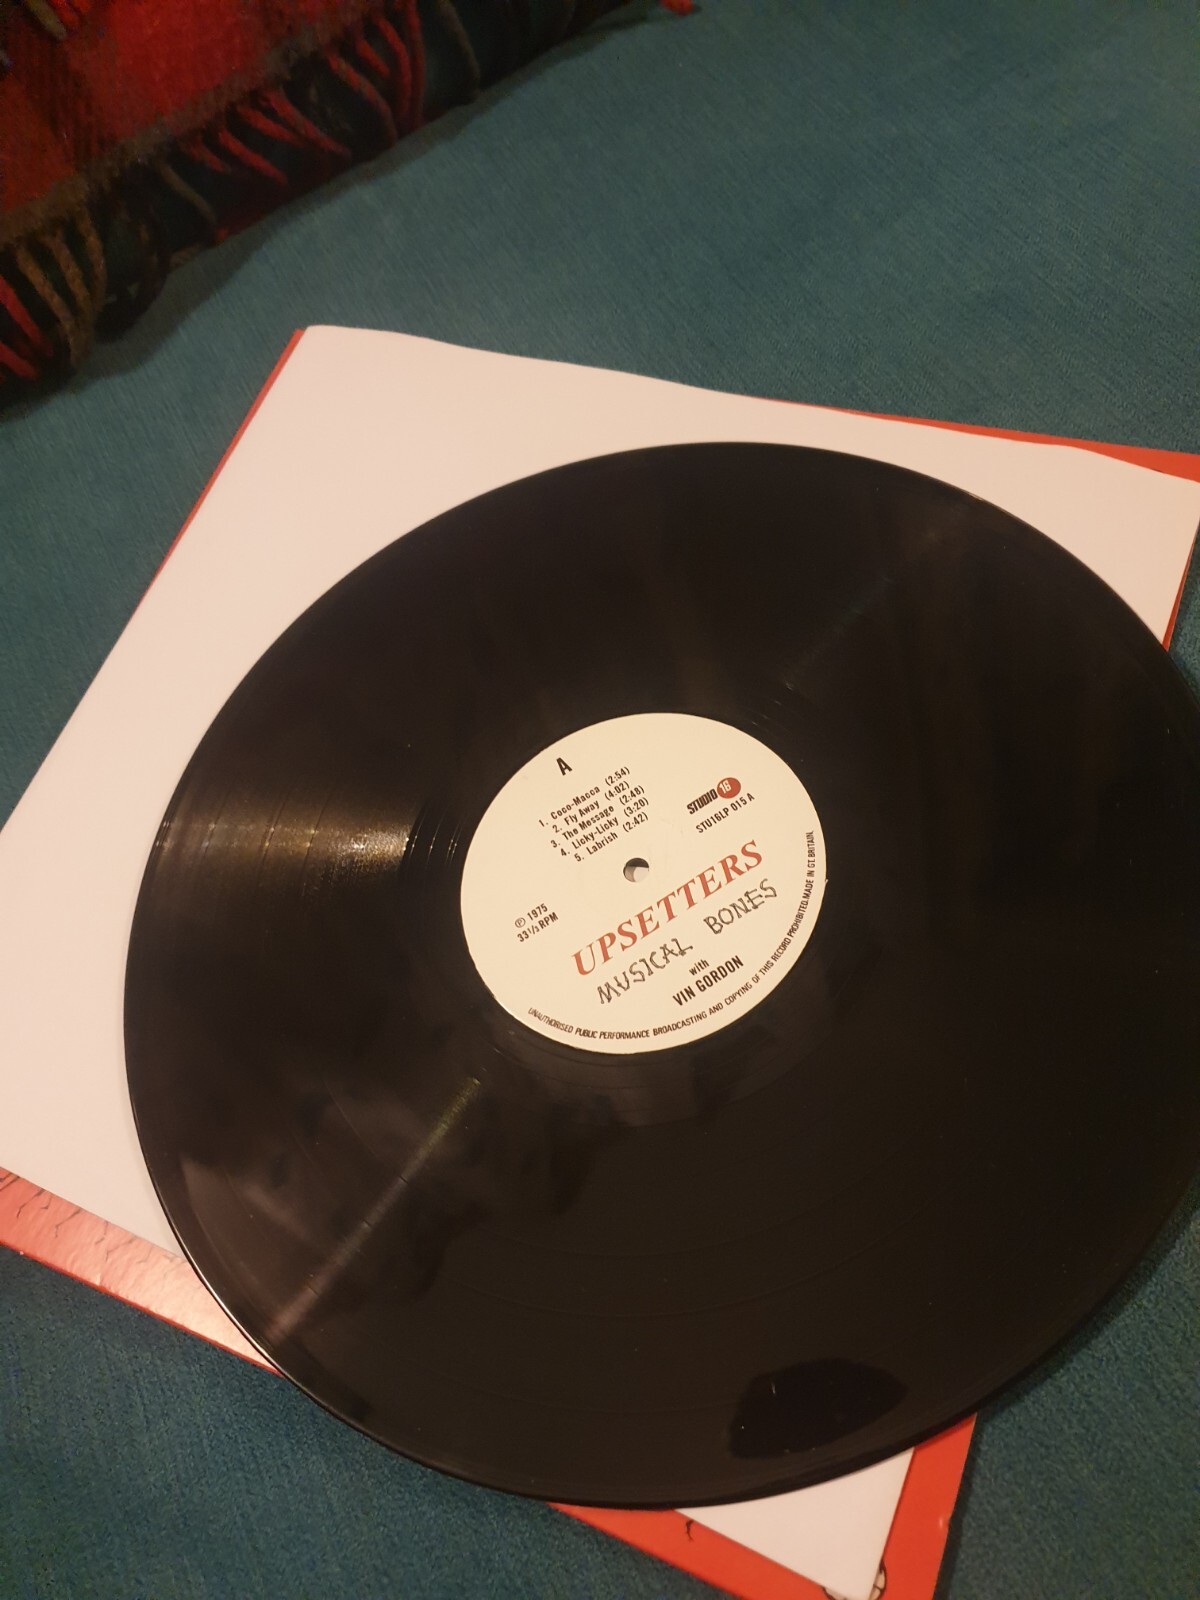 A
1. Coco-Macca (2:54)
2. Fly Away (4:02)
3. The Message (2:48)
4. Licky-Licky (3:20)
5. Labrish (2:42)
STUDIO 16
STU16LP 015 A
℗ 1975
33 1/3 RPM
UPSETTERS
MUSICAL BONES
with
VIN GORDON
UNAUTHORISED PUBLIC PERFORMANCE BROADCASTING AND COPYING OF THIS RECORD PROHIBITED. MADE IN GT. BRITAIN.